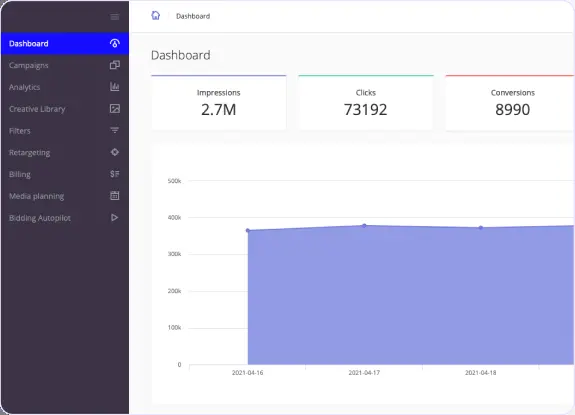 Dashboard
Dashboard
Campaigns
Analytics
Creative Library
Filters
Retargeting
Billing
Media planning
Bidding Autopilot
Dashboard
Impressions
2.7M
Clicks
73192
Conversions
8990
500k
400k
300k
200k
100k
0
2021-04-16
2021-04-17
2021-04-18